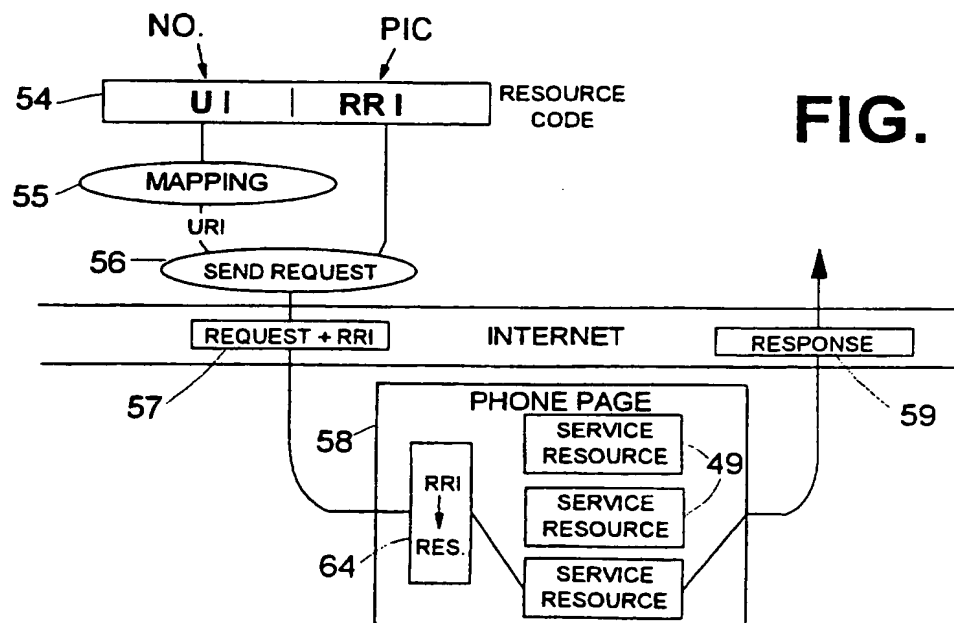 NO.
PIC
54
UI | RRI
RESOURCE
CODE
FIG.
MAPPING
55
URI
56
SEND REQUEST
REQUEST + RRI
INTERNET
RESPONSE
57
59
PHONE PAGE
58
SERVICE
RESOURCE
49
RRI
RES.
64
SERVICE
RESOURCE
SERVICE
RESOURCE